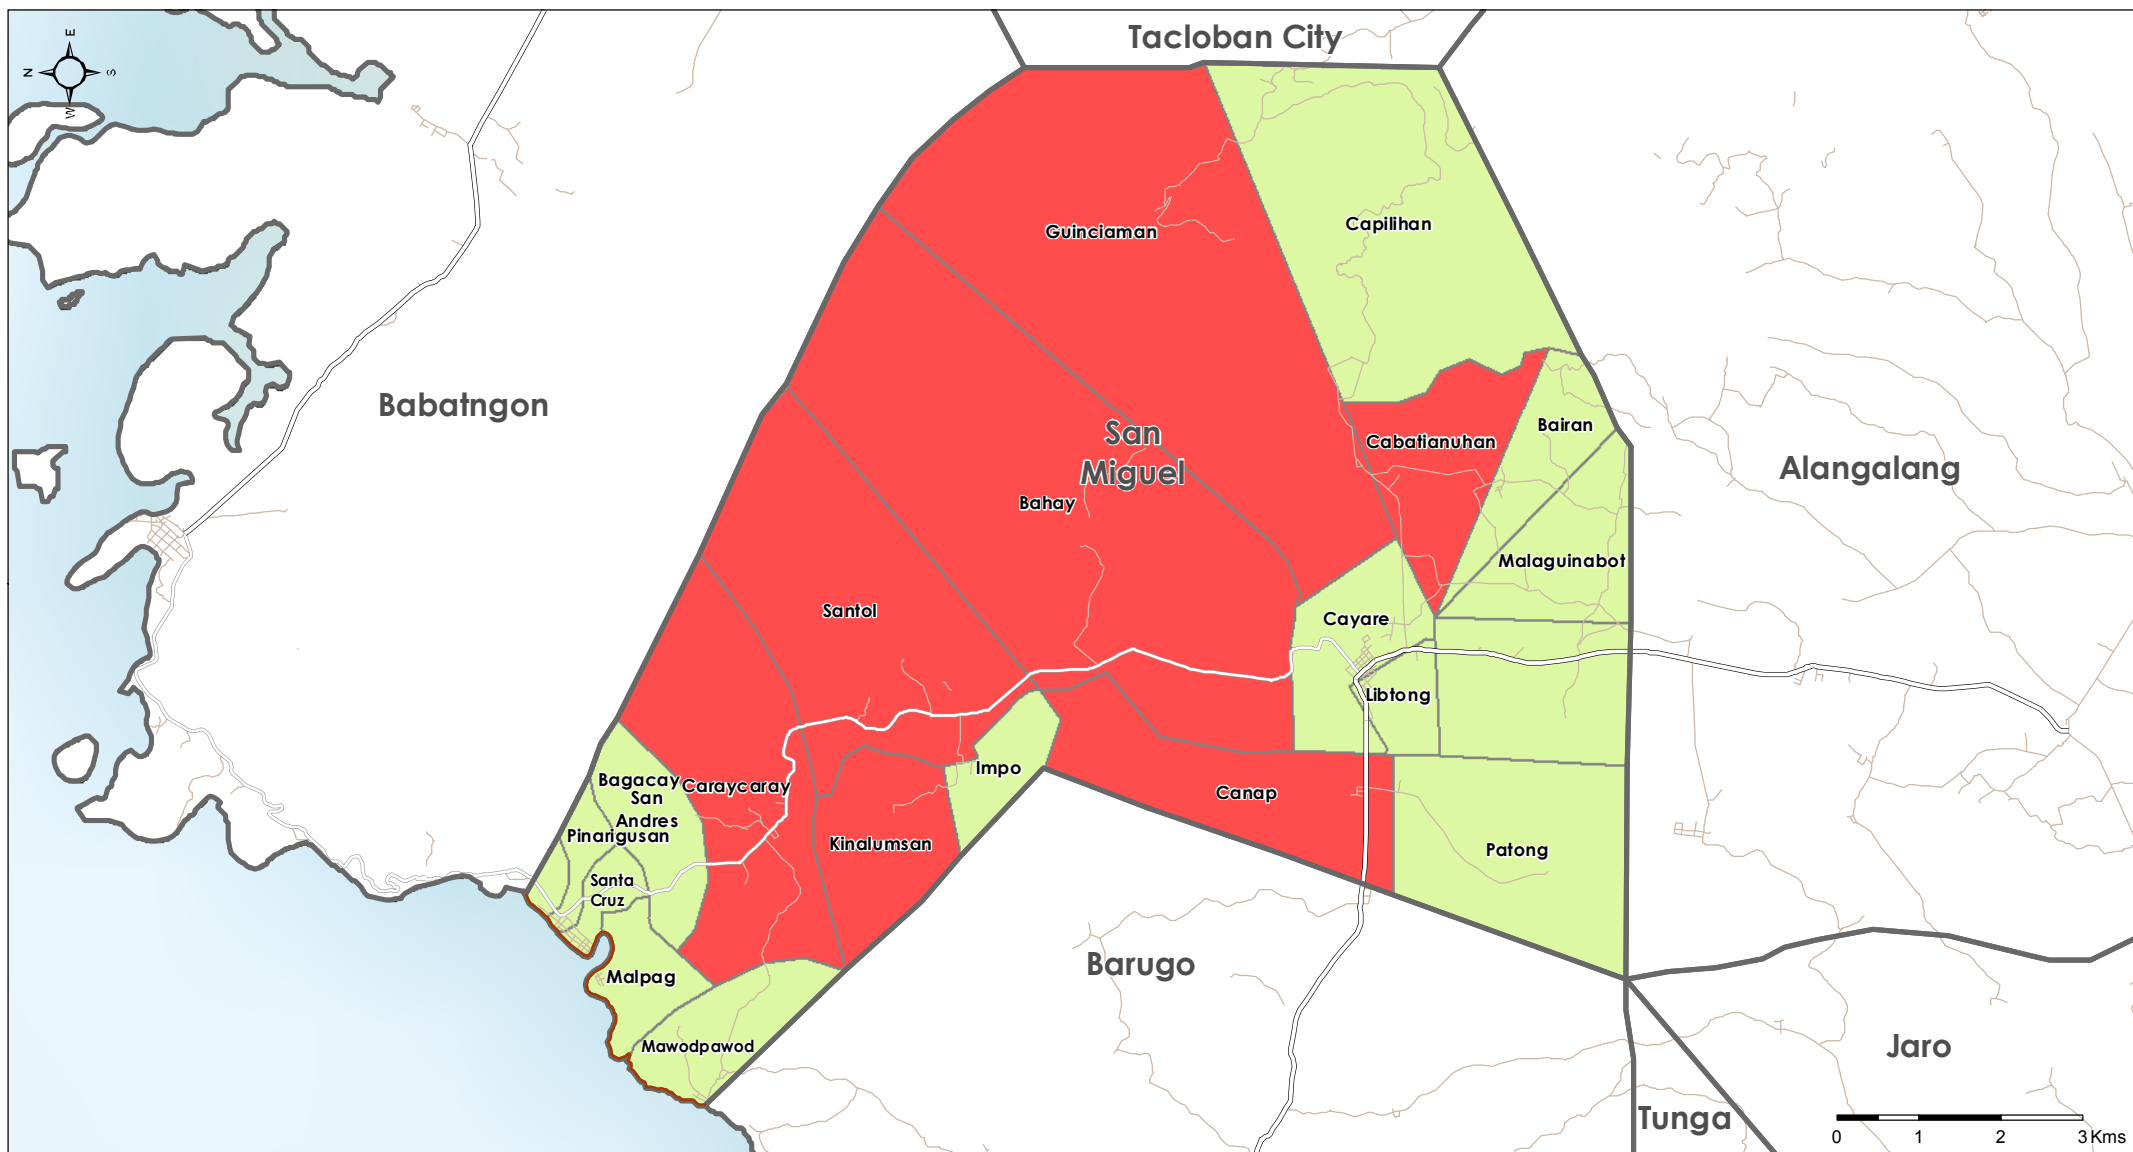 Tacloban City
E
N
S
W
Guinciaman
Capilihan
Babatngon
San
Miguel
Cabatianuhan
Bairan
Alangalang
Bahay
Malaguinabot
Santol
Cayare
Libtong
Impo
Bagacay
Caraycaray
San
Andres
Pinarigusan
Canap
Kinalumsan
Patong
Santa
Cruz
Malpag
Barugo
Mawodpawod
Jaro
Tunga
0 1 2 3 Kms